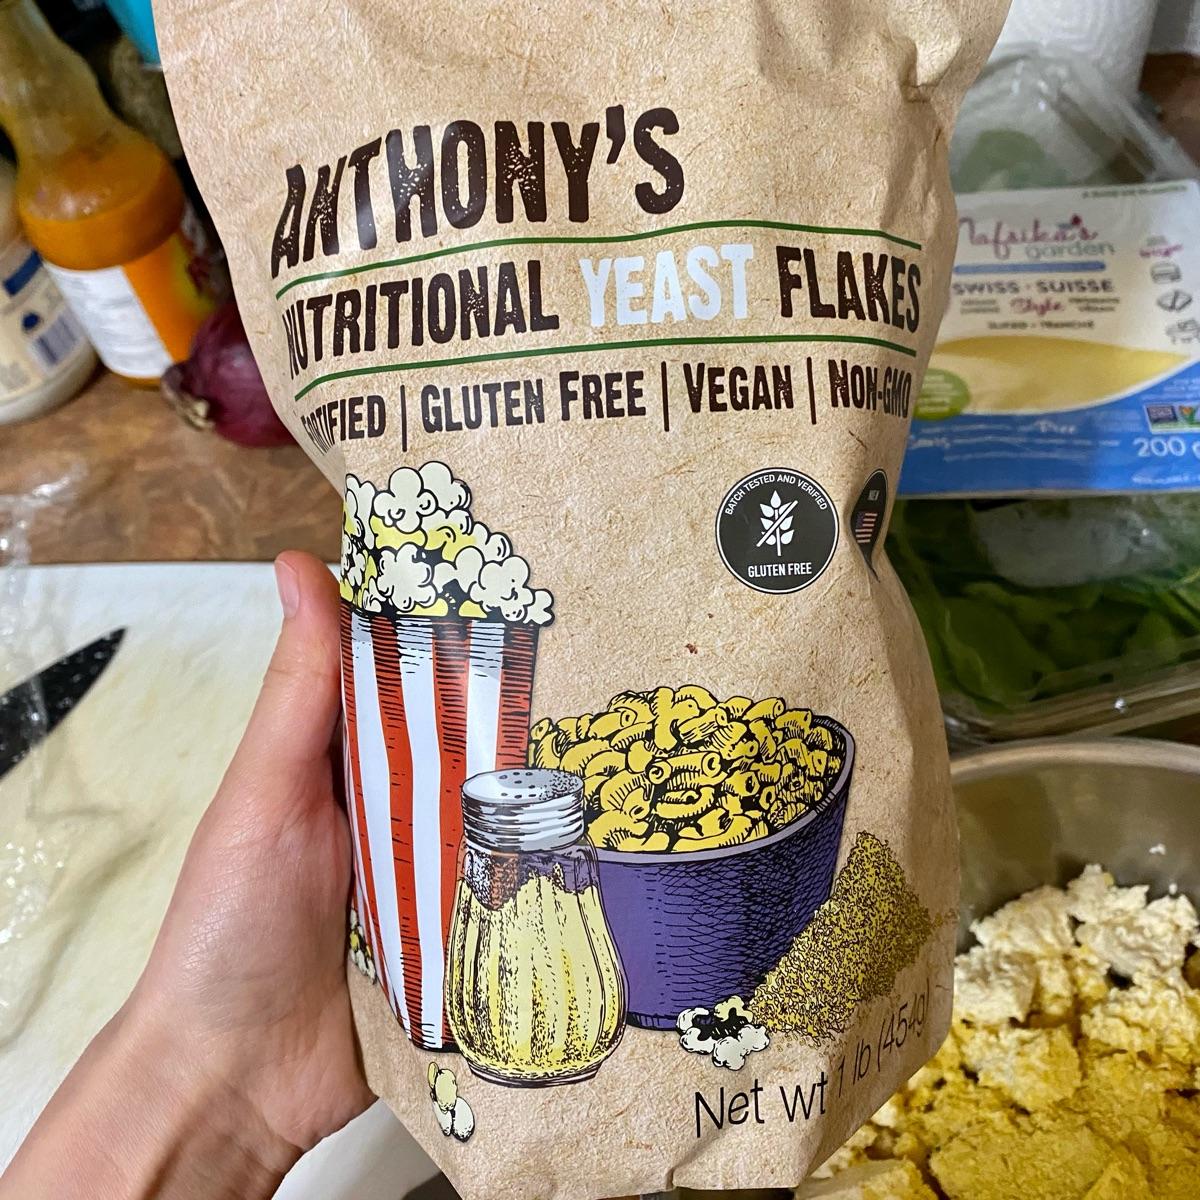 ANTHONY'S
NUTRITIONAL YEAST FLAKES
FORTIFIED | GLUTEN FREE | VEGAN | NON-GMO
BATCH TESTED AND VERIFIED
GLUTEN FREE
Net wt 1 lb (454g)
garden
SWISS · SUISSE
Style
200 g